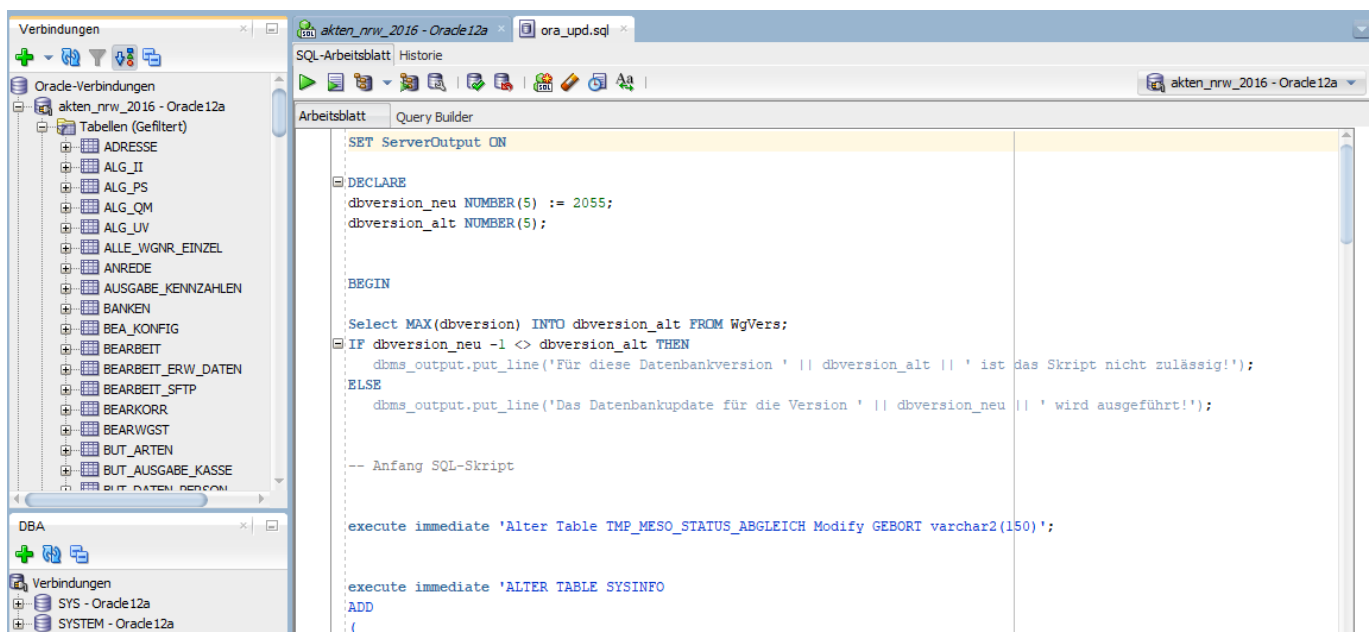 Verbindungen
Oracle-Verbindungen
akten_nrw_2016 - Oracle12a
Tabellen (Gefiltert)
ADRESSE
ALG_II
ALG_PS
ALG_QM
ALG_UV
ALLE_WGNR_EINZEL
ANREDE
AUSGABE_KENNZAHLEN
BANKEN
BEA_KONFIG
BEARBEIT
BEARBEIT_ERW_DATEN
BEARBEIT_SFTP
BEARKORR
BEARWGST
BUT_ARTEN
BUT_AUSGABE_KASSE
BUT_DATEN_PERSON
DBA
Verbindungen
SYS - Oracle12a
SYSTEM - Oracle12a
akten_nrw_2016 - Oracle12a ora_upd.sql
SQL-Arbeitsblatt Historie
akten_nrw_2016 - Oracle12a
Arbeitsblatt Query Builder
SET ServerOutput ON
DECLARE
dbversion_neu NUMBER(5) := 2055;
dbversion_alt NUMBER(5);
BEGIN
Select MAX(dbversion) INTO dbversion_alt FROM WgVers;
IF dbversion_neu -1 <> dbversion_alt THEN
dbms_output.put_line('Für diese Datenbankversion ' || dbversion_alt || ' ist das Skript nicht zulässig!');
ELSE
dbms_output.put_line('Das Datenbankupdate für die Version ' || dbversion_neu || ' wird ausgeführt!');
-- Anfang SQL-Skript
execute immediate 'Alter Table TMP_MESO_STATUS_ABGLEICH Modify GEBORT varchar2(150)';
execute immediate 'ALTER TABLE SYSINFO
ADD
(